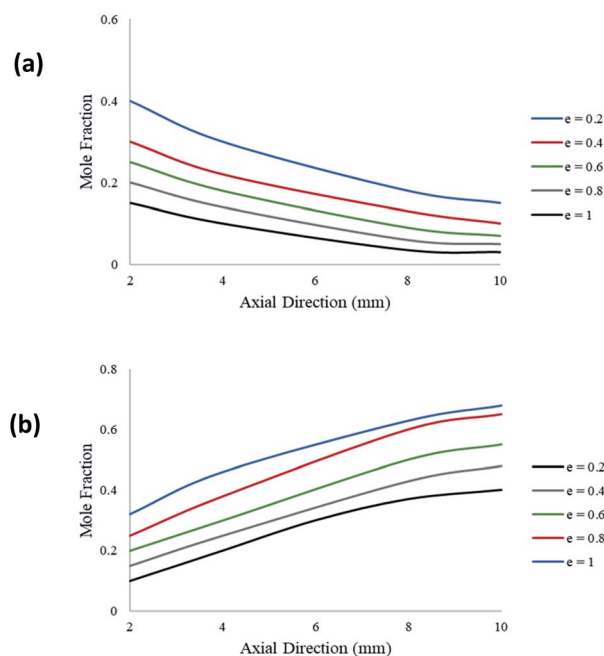 (a)
Mole Fraction
0.6
0.4
0.2
0
2 4 6 8 10
Axial Direction (mm)
e = 0.2
e = 0.4
e = 0.6
e = 0.8
e = 1
(b)
Mole Fraction
0.8
0.6
0.4
0.2
0
2 4 6 8 10
Axial Direction (mm)
e = 0.2
e = 0.4
e = 0.6
e = 0.8
e = 1